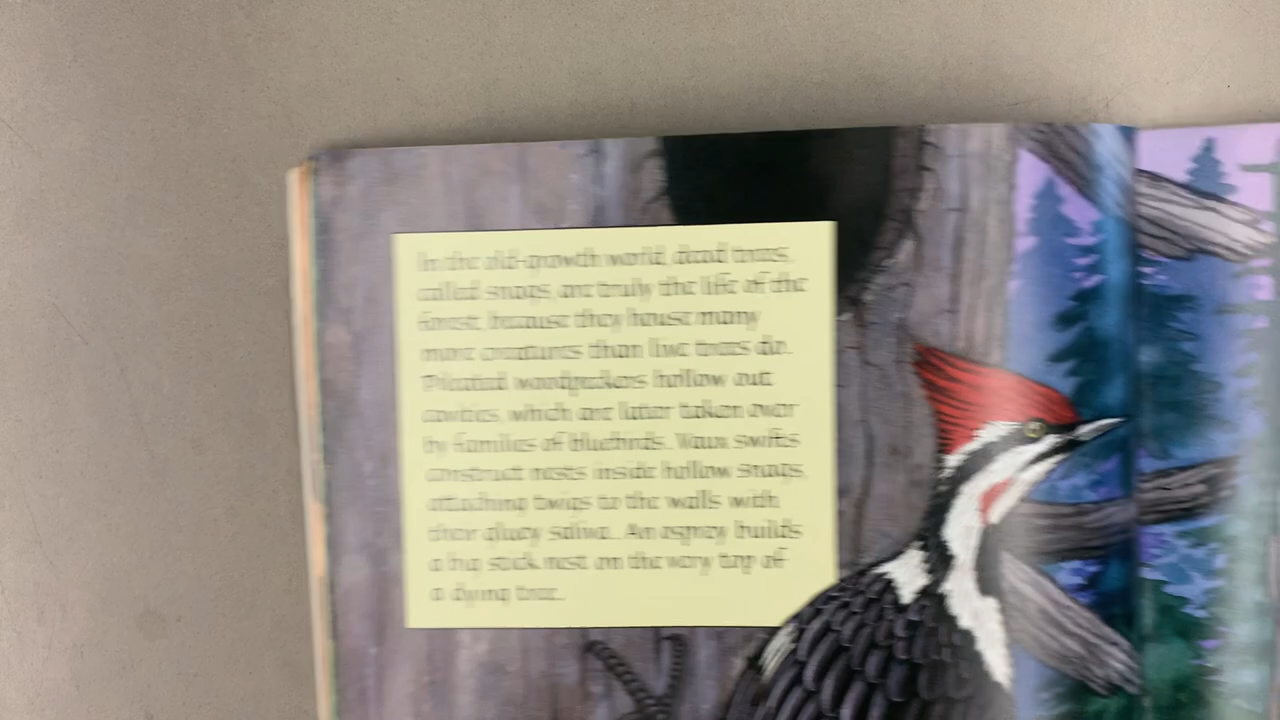 In the old-growth world, dead trees,
called snags, are truly the life of the
forest, because they house many
more creatures than live trees do.
Pileated woodpeckers hollow out
cavities, which are later taken over
by families of bluebirds. Vaux swifts
construct nests inside hollow snags,
attaching twigs to the walls with
their gluey saliva. An osprey builds
a big stick nest on the very top of
a dying tree.